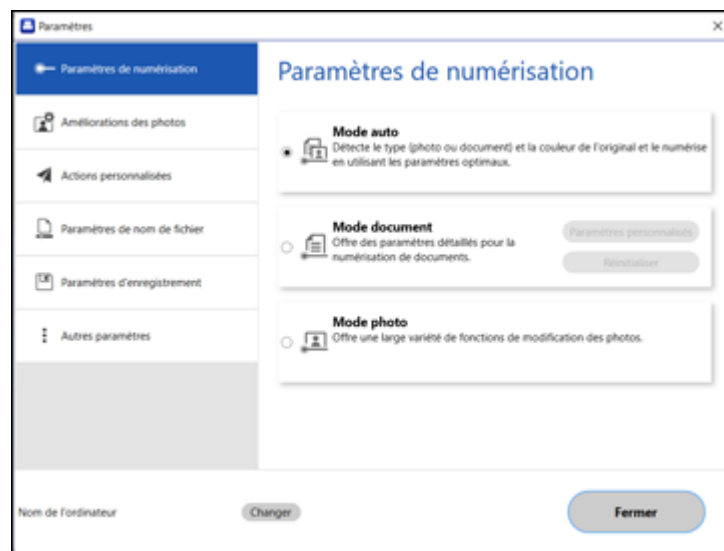 Paramètres
Paramètres de numérisation
Améliorations des photos
Actions personnalisées
Paramètres de nom de fichier
Paramètres d'enregistrement
Autres paramètres
Paramètres de numérisation
Mode auto
Détecte le type (photo ou document) et la couleur de l'original et le numérise
en utilisant les paramètres optimaux.
Mode document
Offre des paramètres détaillés pour la
numérisation de documents.
Paramètres personnalisés
Réinitialiser
Mode photo
Offre une large variété de fonctions de modification des photos.
Nom de l'ordinateur
Changer
Fermer